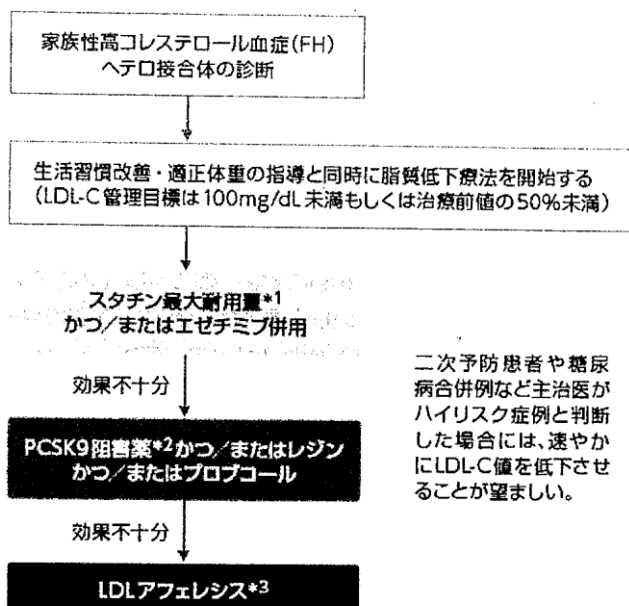 家族性高コレステロール血症(FH)
ヘテロ接合体の診断
生活習慣改善・適正体重の指導と同時に脂質低下療法を開始する
(LDL-C管理目標は100mg/dL未満もしくは治療前値の50%未満)
スタチン最大耐用量*1
かつ/またはエゼチミブ併用
効果不十分
PCSK9阻害薬*2かつ/またはレジン
かつ/またはプロブコール
効果不十分
LDLアフェレシス*3
二次予防患者や糖尿
病合併例など主治医が
ハイリスク症例と判断
した場合には、速やか
にLDL-C値を低下させ
ることが望ましい。